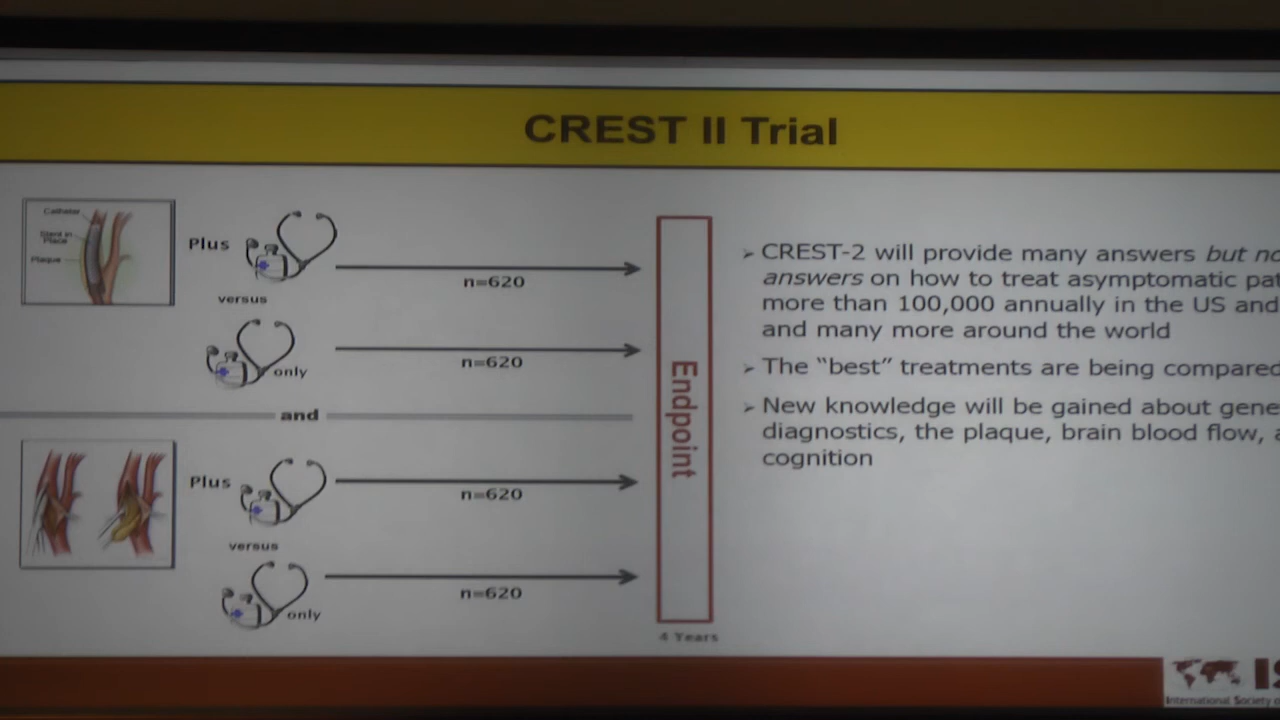 CREST II Trial
Catheter
Stent in
Place
Plaque
Plus
versus
only
n=620
n=620
and
Plus
versus
only
n=620
n=620
Endpoint
4 Years
➢ CREST-2 will provide many answers but
answers on how to treat asymptomatic
more than 100,000 annually in the US and
and many more around the world
➢ The “best” treatments are being compared
➢ New knowledge will be gained about
diagnostics, the plaque, brain blood flow,
cognition
International Society